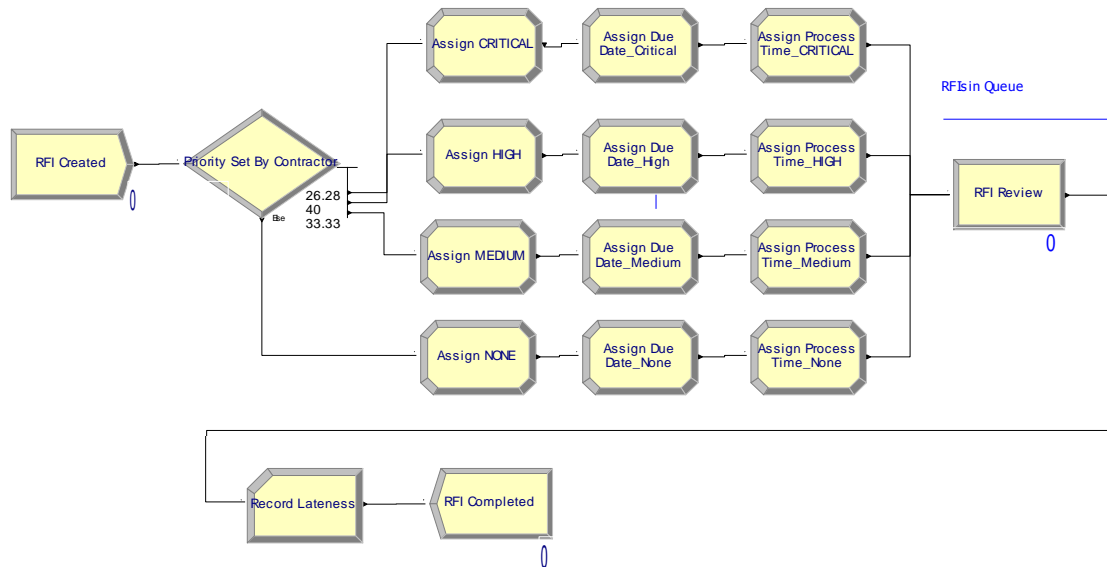 Assign CRITICAL
Assign Due
Date_Critical
Assign Process
Time_CRITICAL
RFIs in Queue
RFI Created
0
Priority Set By Contractor
Else
26.28
40
33.33
Assign HIGH
Assign Due
Date_High
Assign Process
Time_HIGH
RFI Review
0
Assign MEDIUM
Assign Due
Date_Medium
Assign Process
Time_Medium
Assign NONE
Assign Due
Date_None
Assign Process
Time_None
Record Lateness
RFI Completed
0